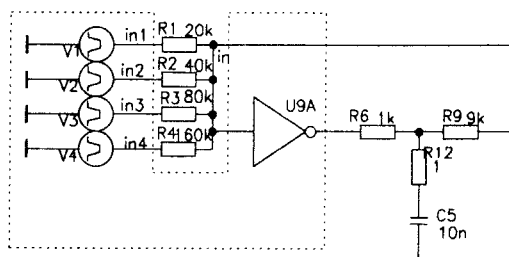 V1 in1 R1 20k
in
V2 in2 R2 40k
V3 in3 R3 80k
V4 in4 R4 160k
U9A
R6 1k
R9 9k
R12 1
C5
10n